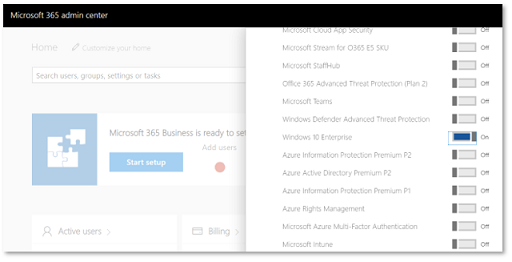 Microsoft 365 admin center
Home
Customize your home
Search users, groups, settings or tasks
Microsoft 365 Business is ready to set
Add users
Start setup
Active users
Billing
Microsoft Cloud App Security Off
Microsoft Stream for O365 E5 SKU Off
Microsoft StaffHub Off
Office 365 Advanced Threat Protection (Plan 2) Off
Microsoft Teams Off
Windows Defender Advanced Threat Protection Off
Windows 10 Enterprise On
Azure Information Protection Premium P2 Off
Azure Active Directory Premium P2 Off
Azure Information Protection Premium P1 Off
Azure Rights Management Off
Microsoft Azure Multi-Factor Authentication Off
Microsoft Intune Off